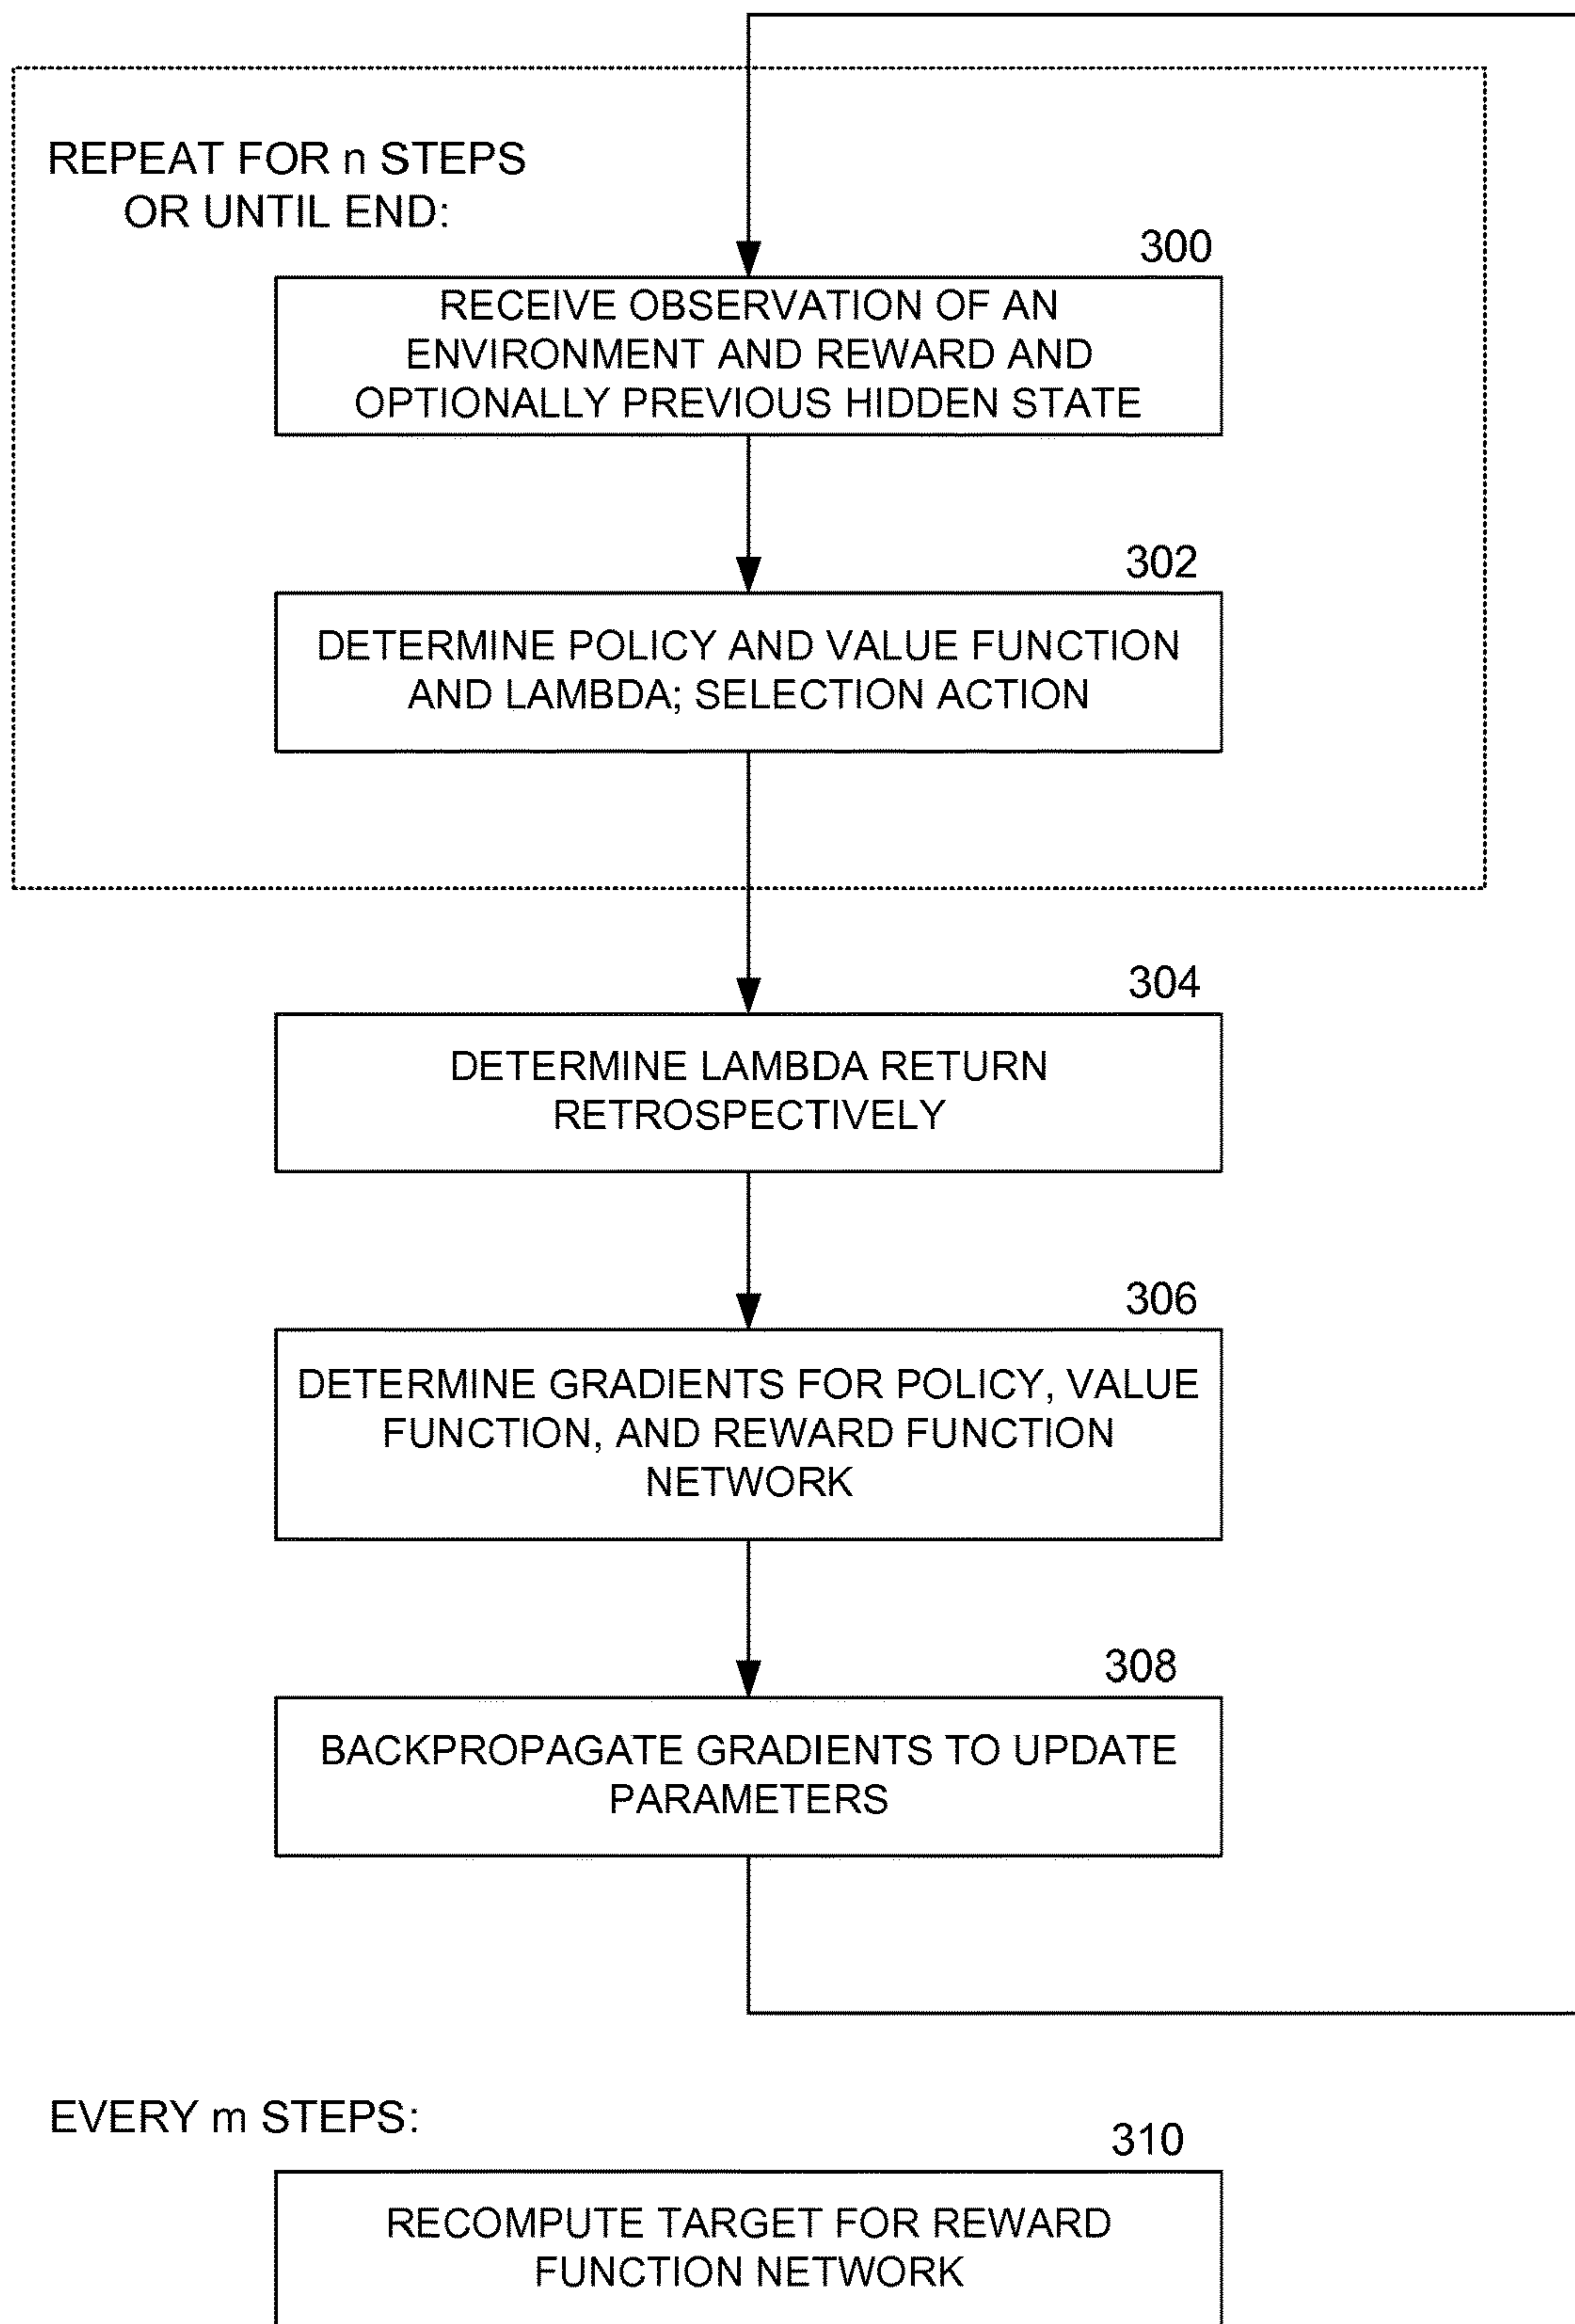 REPEAT FOR n STEPS
OR UNTIL END:
300
RECEIVE OBSERVATION OF AN
ENVIRONMENT AND REWARD AND
OPTIONALLY PREVIOUS HIDDEN STATE
302
DETERMINE POLICY AND VALUE FUNCTION
AND LAMBDA; SELECTION ACTION
304
DETERMINE LAMBDA RETURN
RETROSPECTIVELY
306
DETERMINE GRADIENTS FOR POLICY, VALUE
FUNCTION, AND REWARD FUNCTION
NETWORK
308
BACKPROPAGATE GRADIENTS TO UPDATE
PARAMETERS
EVERY m STEPS:
310
RECOMPUTE TARGET FOR REWARD
FUNCTION NETWORK